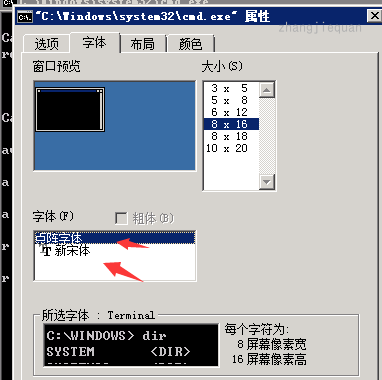 "C:\Windows\system32\cmd.exe" 属性
zhangjiequan
选项 字体 布局 颜色
窗口预览
大小(S)
3 x 5
5 x 8
6 x 12
8 x 16
8 x 18
10 x 20
字体(F)
粗体(B)
点阵字体
新宋体
所选字体 : Terminal
C:\WINDOWS> dir
SYSTEM <DIR>
每个字符为:
8 屏幕像素宽
16 屏幕像素高